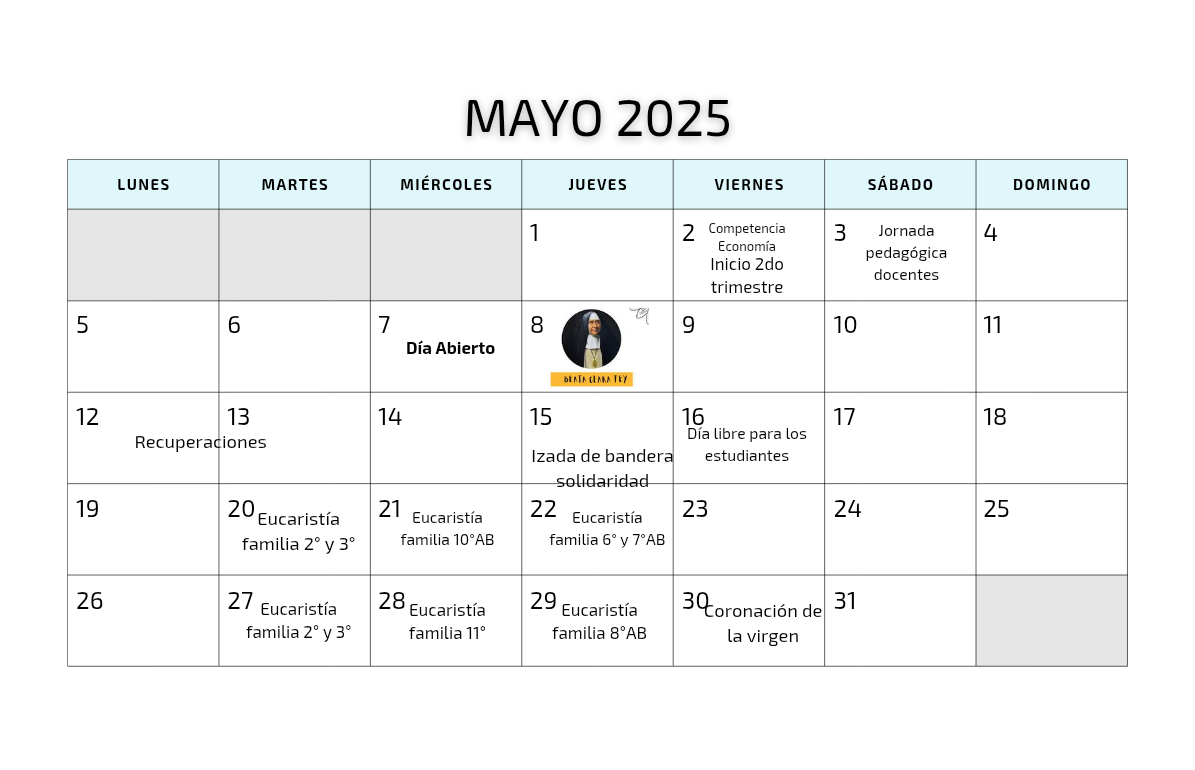 MAYO 2025
LUNES MARTES MIÉRCOLES JUEVES VIERNES SÁBADO DOMINGO
1
2 Competencia
Economía
Inicio 2do
trimestre
3 Jornada
pedagógica
docentes
4
5
6
7
Día Abierto
8
BEATA CLARA FEY
9
10
11
12
13
Recuperaciones
14
15
Izada de bandera
solidaridad
16
Día libre para los
estudiantes
17
18
19
20 Eucaristía
familia 2° y 3°
21 Eucaristía
familia 10°AB
22 Eucaristía
familia 6° y 7°AB
23
24
25
26
27 Eucaristía
familia 2° y 3°
28 Eucaristía
familia 11°
29 Eucaristía
familia 8°AB
30 Coronación de
la virgen
31